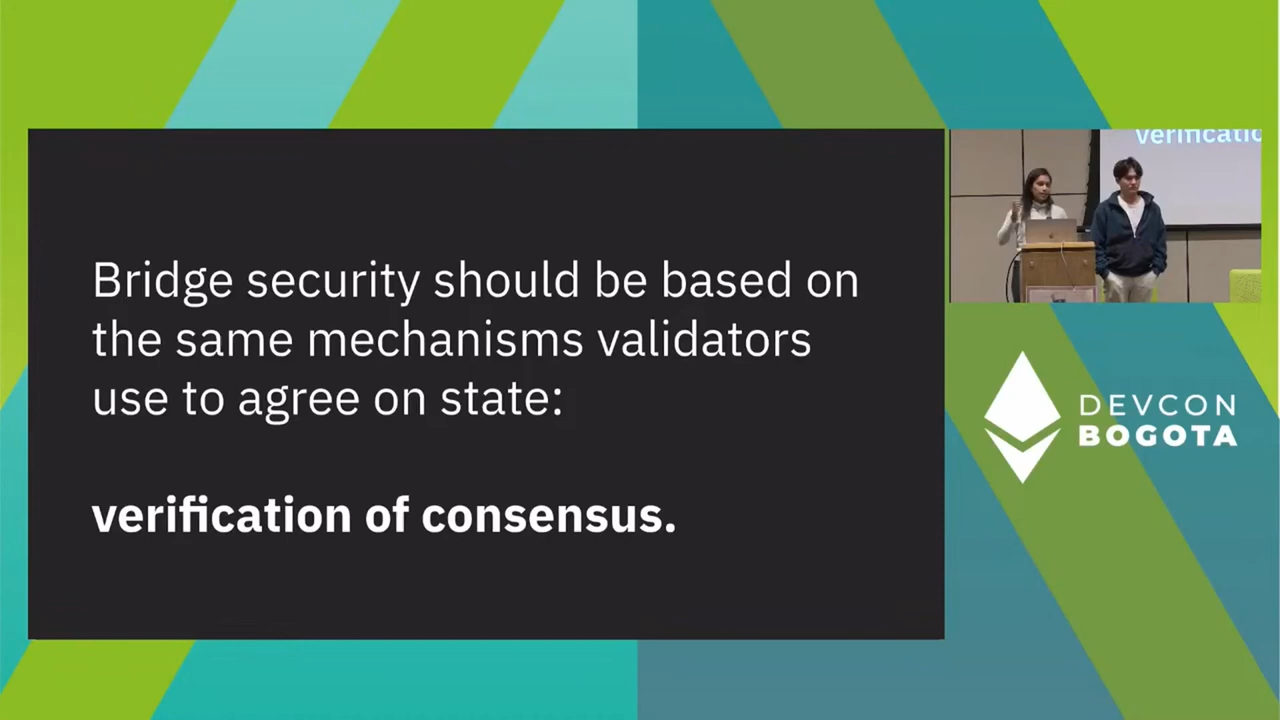 Bridge security should be based on
the same mechanisms validators
use to agree on state:
verification of consensus.
verificatio
DEVCON
BOGOTA